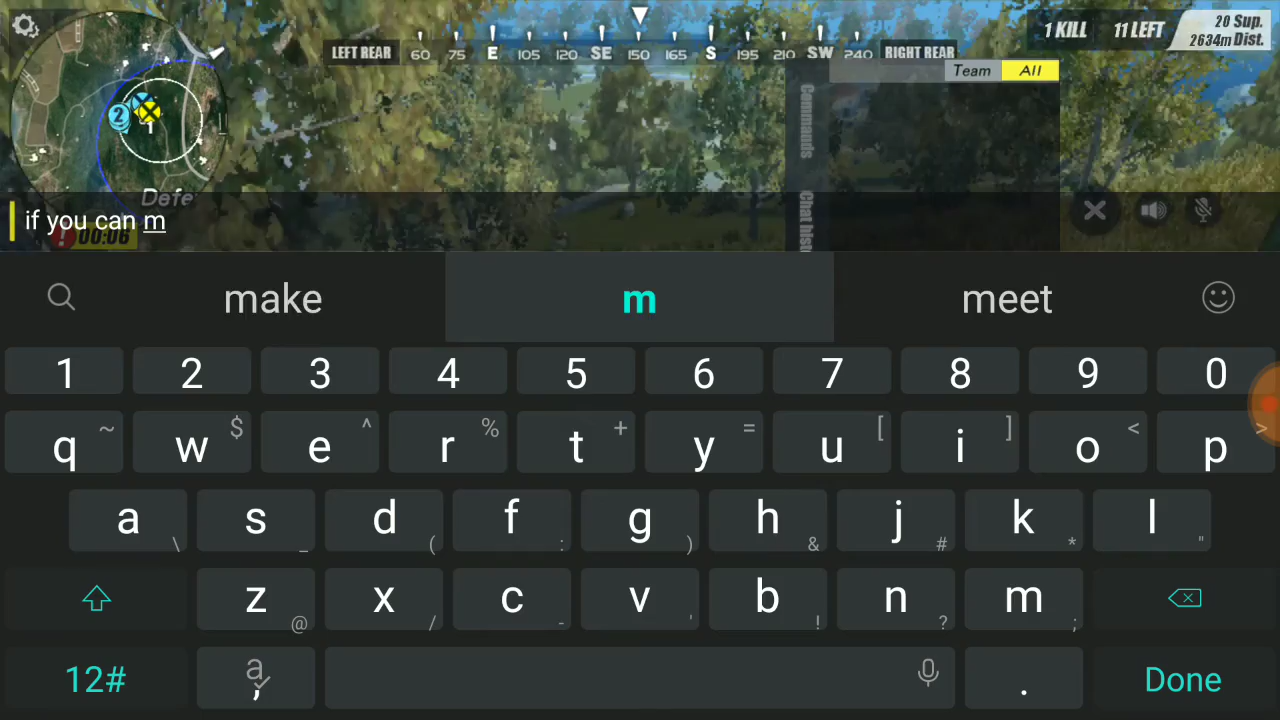 1 KILL 11 LEFT 20 Sup.
2634m Dist.
LEFT REAR 60 75 E 105 120 SE 150 165 S 195 210 SW 240 RIGHT REAR
Team All
Commands
Chat hist
2
Defe
if you can m
00:06
make m meet
1 2 3 4 5 6 7 8 9 0
q ~ w $ e ^ r % t + y = u [ i ] o < p >
a \ s _ d ( f : g ) h & j # k * l "
z @ x / c - v ' b ! n ? m ;
12# a , . Done